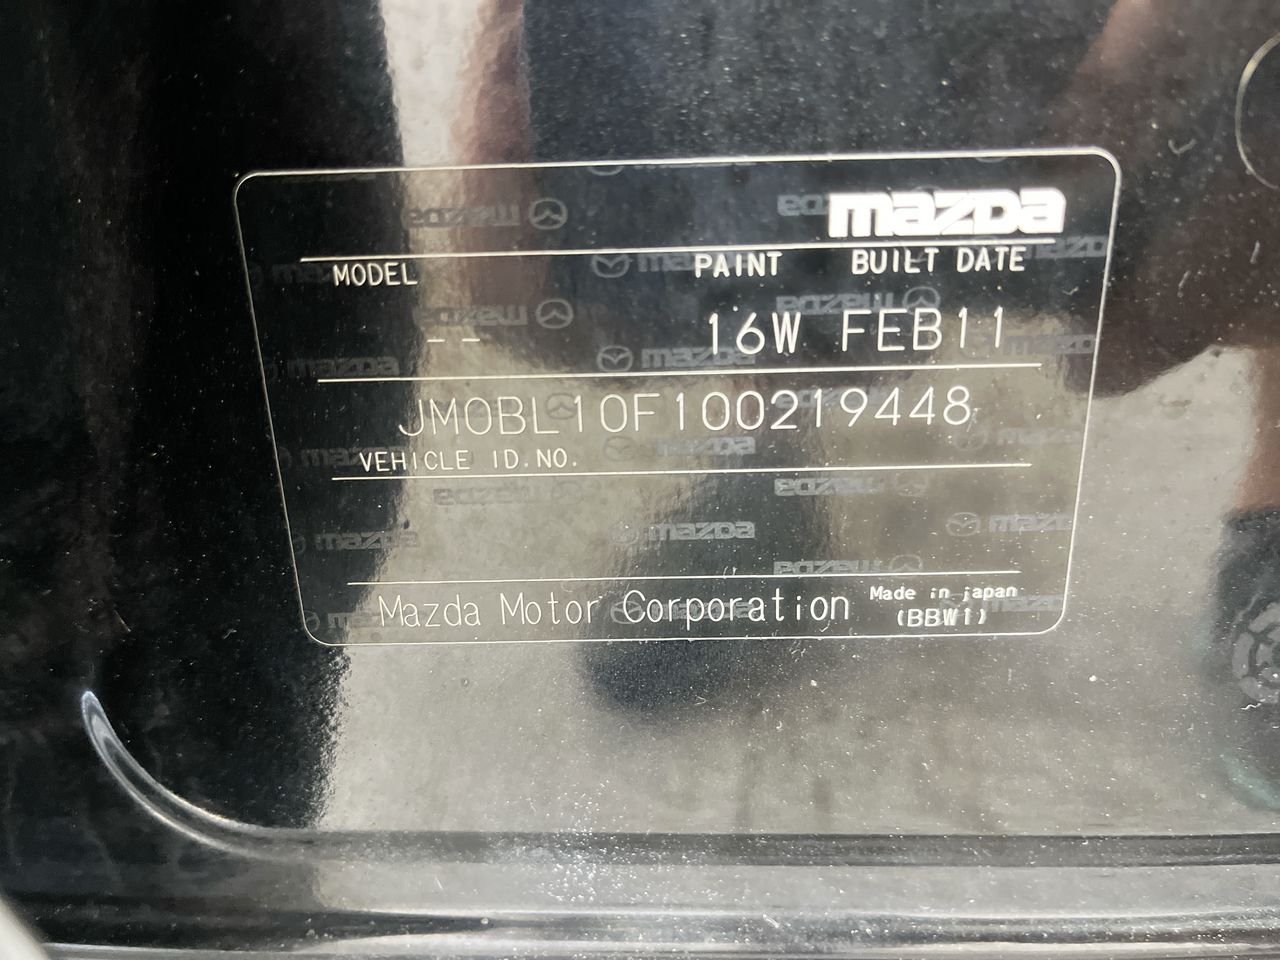 mazda
MODEL PAINT BUILT DATE
-- 16W FEB11
JM0BL10F100219448
VEHICLE ID.NO.
Mazda Motor Corporation Made in japan
(BBW1)